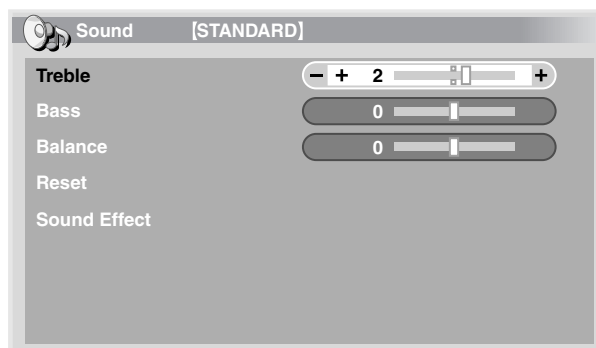 Sound [STANDARD]
Treble − + 2 +
Bass 0
Balance 0
Reset
Sound Effect